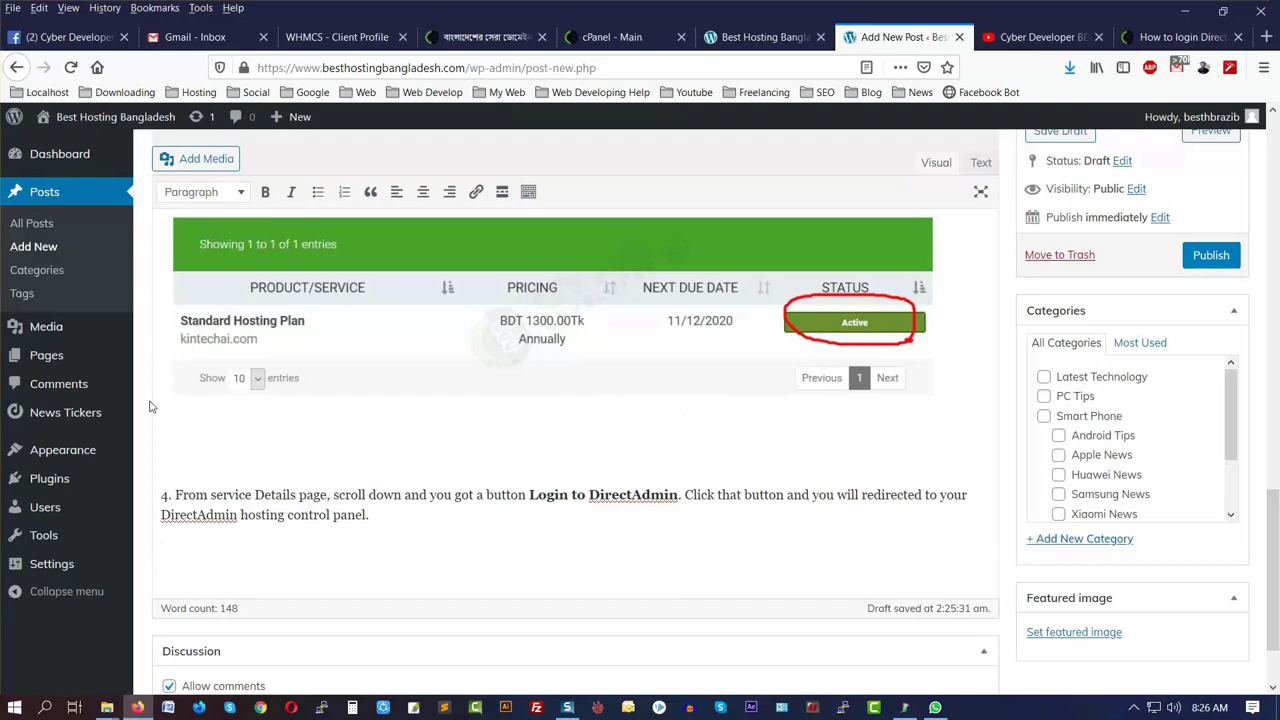 File Edit View History Bookmarks Tools Help
(2) Cyber Developer
Gmail - Inbox
WHMCS - Client Profile
বাংলাদেশের সেরা ডোমেইন
cPanel - Main
Best Hosting Bangla
Add New Post ‹ Bes
Cyber Developer BD
How to login Direct
https://www.besthostingbangladesh.com/wp-admin/post-new.php
>70
ABP
Localhost Downloading Hosting Social Google Web Web Develop My Web Web Developing Help Youtube Freelancing SEO Blog News Facebook Bot
Best Hosting Bangladesh 1 0 New Howdy, besthbrazib
Dashboard
Posts
All Posts
Add New
Categories
Tags
Media
Pages
Comments
News Tickers
Appearance
Plugins
Users
Tools
Settings
Collapse menu
Add Media
Visual Text
Paragraph
Showing 1 to 1 of 1 entries
PRODUCT/SERVICE PRICING NEXT DUE DATE STATUS
Standard Hosting Plan BDT 1300.00Tk 11/12/2020 Active
kintechai.com Annually
Show 10 entries Previous 1 Next
4. From service Details page, scroll down and you got a button Login to DirectAdmin. Click that button and you will redirected to your
DirectAdmin hosting control panel.
Word count: 148 Draft saved at 2:25:31 am.
Discussion
Allow comments
Save Draft Preview
Status: Draft Edit
Visibility: Public Edit
Publish immediately Edit
Move to Trash Publish
Categories
All Categories Most Used
Latest Technology
PC Tips
Smart Phone
Android Tips
Apple News
Huawei News
Samsung News
Xiaomi News
+ Add New Category
Featured image
Set featured image
8:26 AM